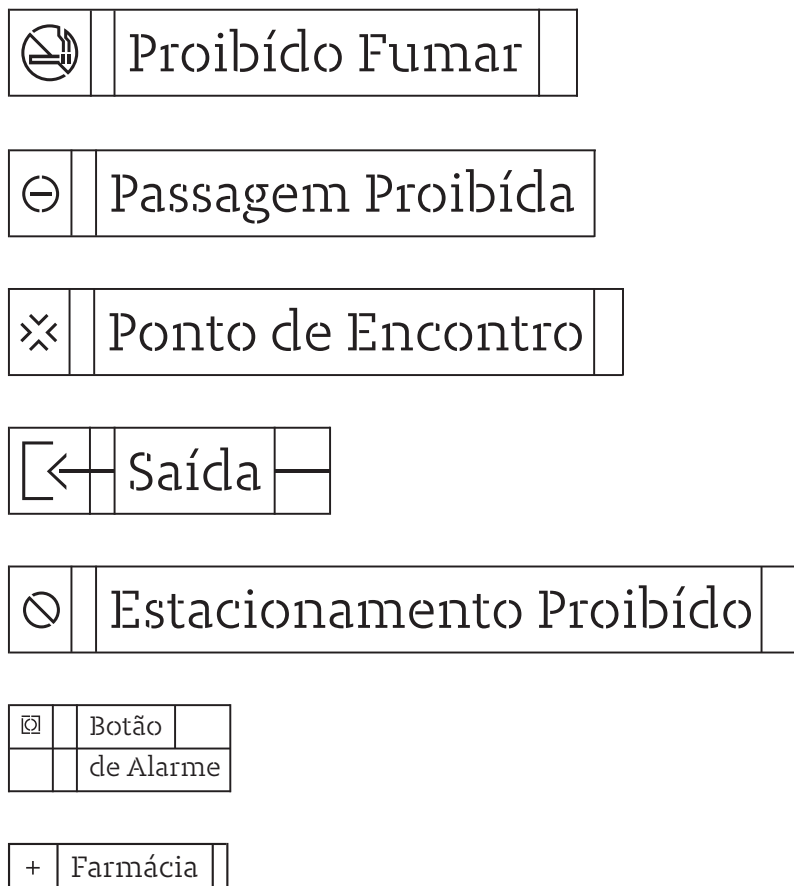 Proibído Fumar
Passagem Proibída
Ponto de Encontro
Saída
Estacionamento Proibído
Botão
de Alarme
+ Farmácia